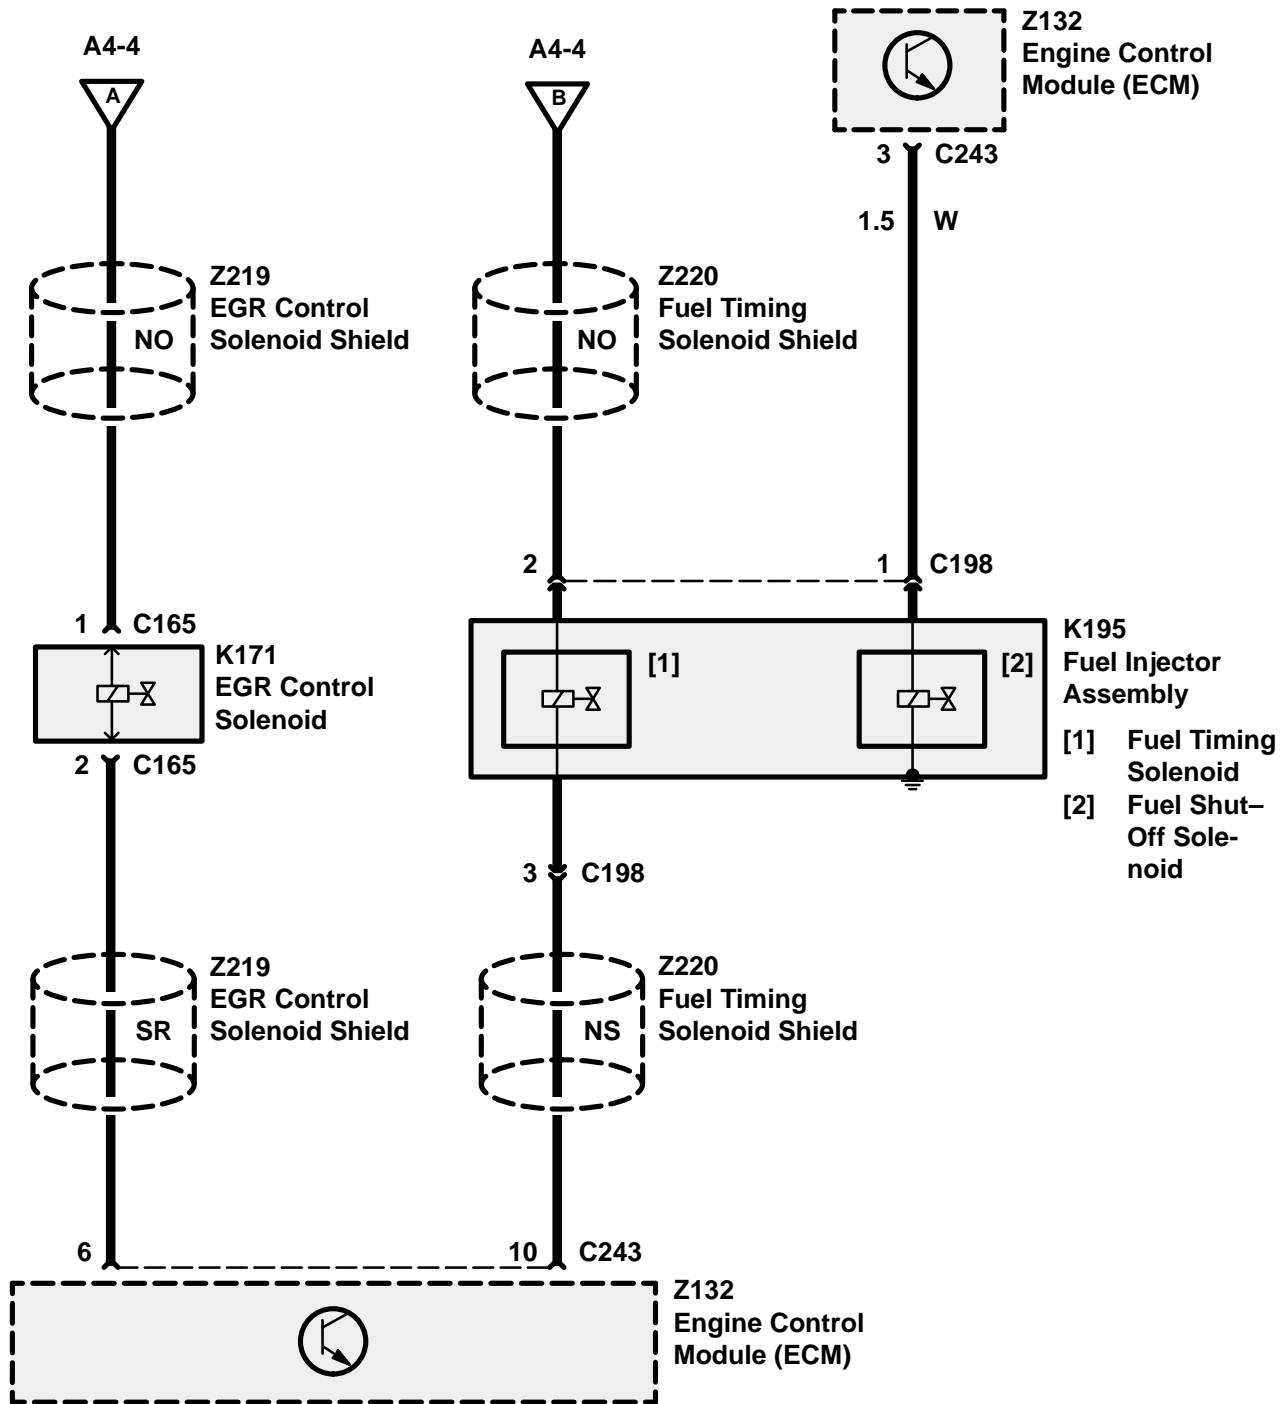 A4-4
A
A4-4
B
Z132
Engine Control
Module (ECM)
3 C243
1.5 W
Z219
EGR Control
Solenoid Shield
NO
Z220
Fuel Timing
Solenoid Shield
NO
2
1 C198
1 C165
K171
EGR Control
Solenoid
2 C165
[1]
[2]
K195
Fuel Injector
Assembly
[1] Fuel Timing
Solenoid
[2] Fuel Shut–
Off Sole-
noid
3 C198
Z219
EGR Control
Solenoid Shield
SR
Z220
Fuel Timing
Solenoid Shield
NS
6
10 C243
Z132
Engine Control
Module (ECM)